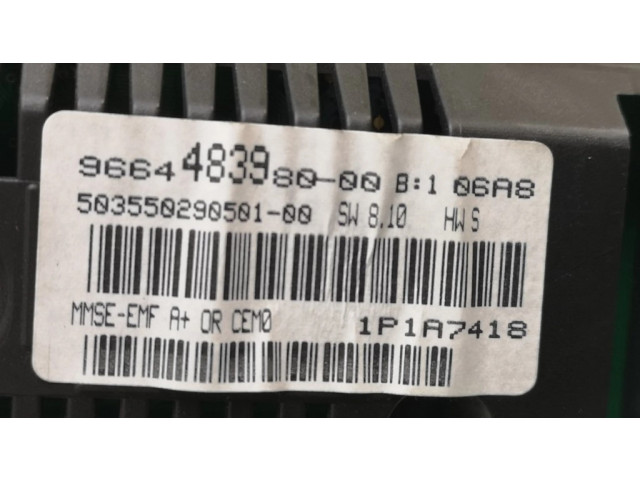 9664483980-00 B:1 06A8
503550290501-00 SW 8.10 HW S
MMSE-EMF A+ OR CEM0 1P1A7418